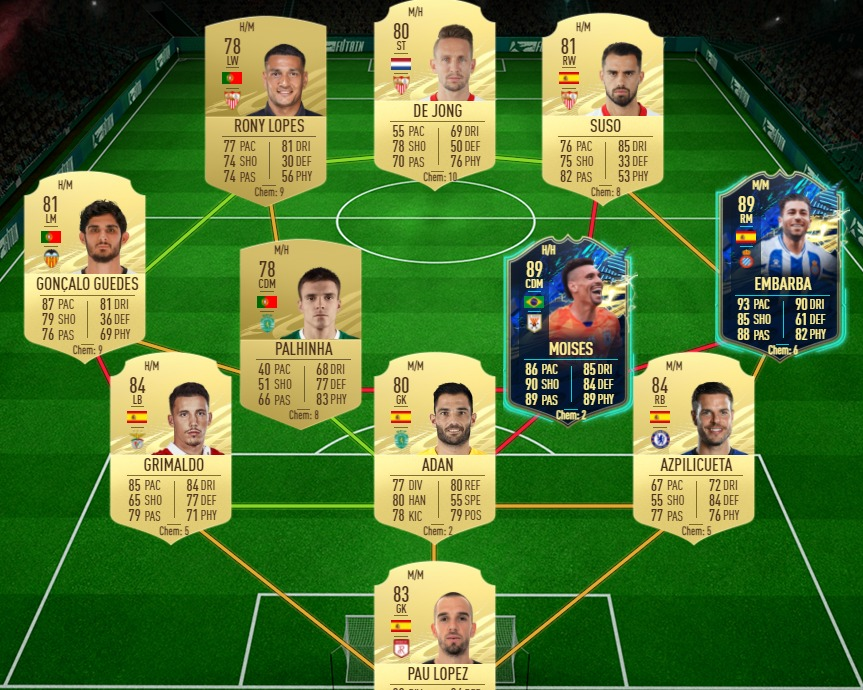 H/M
78
LW
RONY LOPES
77 PAC 81 DRI
74 SHO 30 DEF
74 PAS 56 PHY
Chem: 9
M/H
80
ST
DE JONG
55 PAC 69 DRI
78 SHO 50 DEF
70 PAS 76 PHY
Chem: 10
H/M
81
RW
SUSO
76 PAC 85 DRI
75 SHO 33 DEF
82 PAS 53 PHY
Chem: 8
H/M
81
LM
GONÇALO GUEDES
87 PAC 81 DRI
79 SHO 36 DEF
76 PAS 69 PHY
Chem: 9
M/H
78
CDM
PALHINHA
40 PAC 68 DRI
51 SHO 77 DEF
66 PAS 83 PHY
Chem: 8
H/H
89
CDM
MOISES
86 PAC 85 DRI
90 SHO 84 DEF
89 PAS 89 PHY
Chem: 2
M/M
89
RM
EMBARBA
93 PAC 90 DRI
85 SHO 61 DEF
88 PAS 82 PHY
Chem: 6
H/M
84
LB
GRIMALDO
85 PAC 84 DRI
65 SHO 77 DEF
79 PAS 71 PHY
Chem: 5
M/M
80
GK
ADAN
77 DIV 80 REF
80 HAN 55 SPE
78 KIC 79 POS
Chem: 2
M/M
84
RB
AZPILICUETA
67 PAC 72 DRI
55 SHO 84 DEF
77 PAS 76 PHY
Chem: 5
M/M
83
GK
PAU LOPEZ